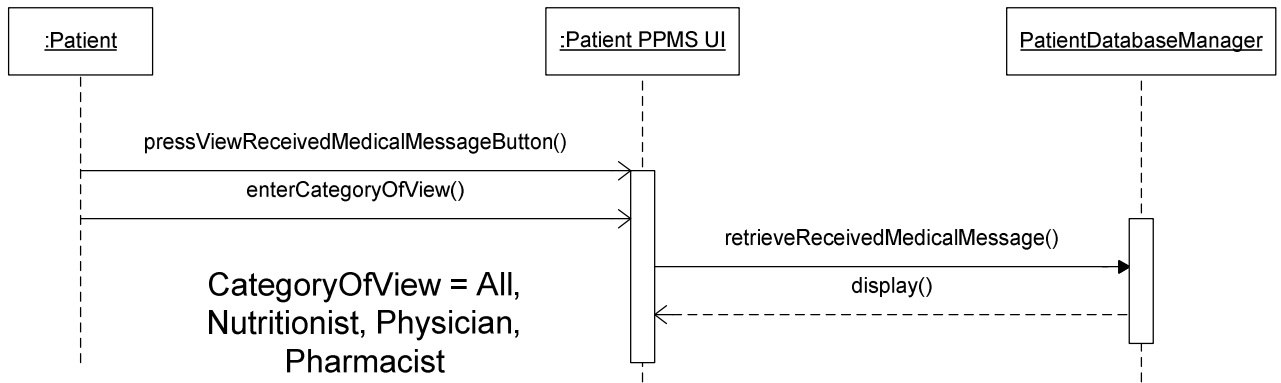 :Patient
:Patient PPMS UI
PatientDatabaseManager
pressViewReceivedMedicalMessageButton()
enterCategoryOfView()
retrieveReceivedMedicalMessage()
display()
CategoryOfView = All,
Nutritionist, Physician,
Pharmacist